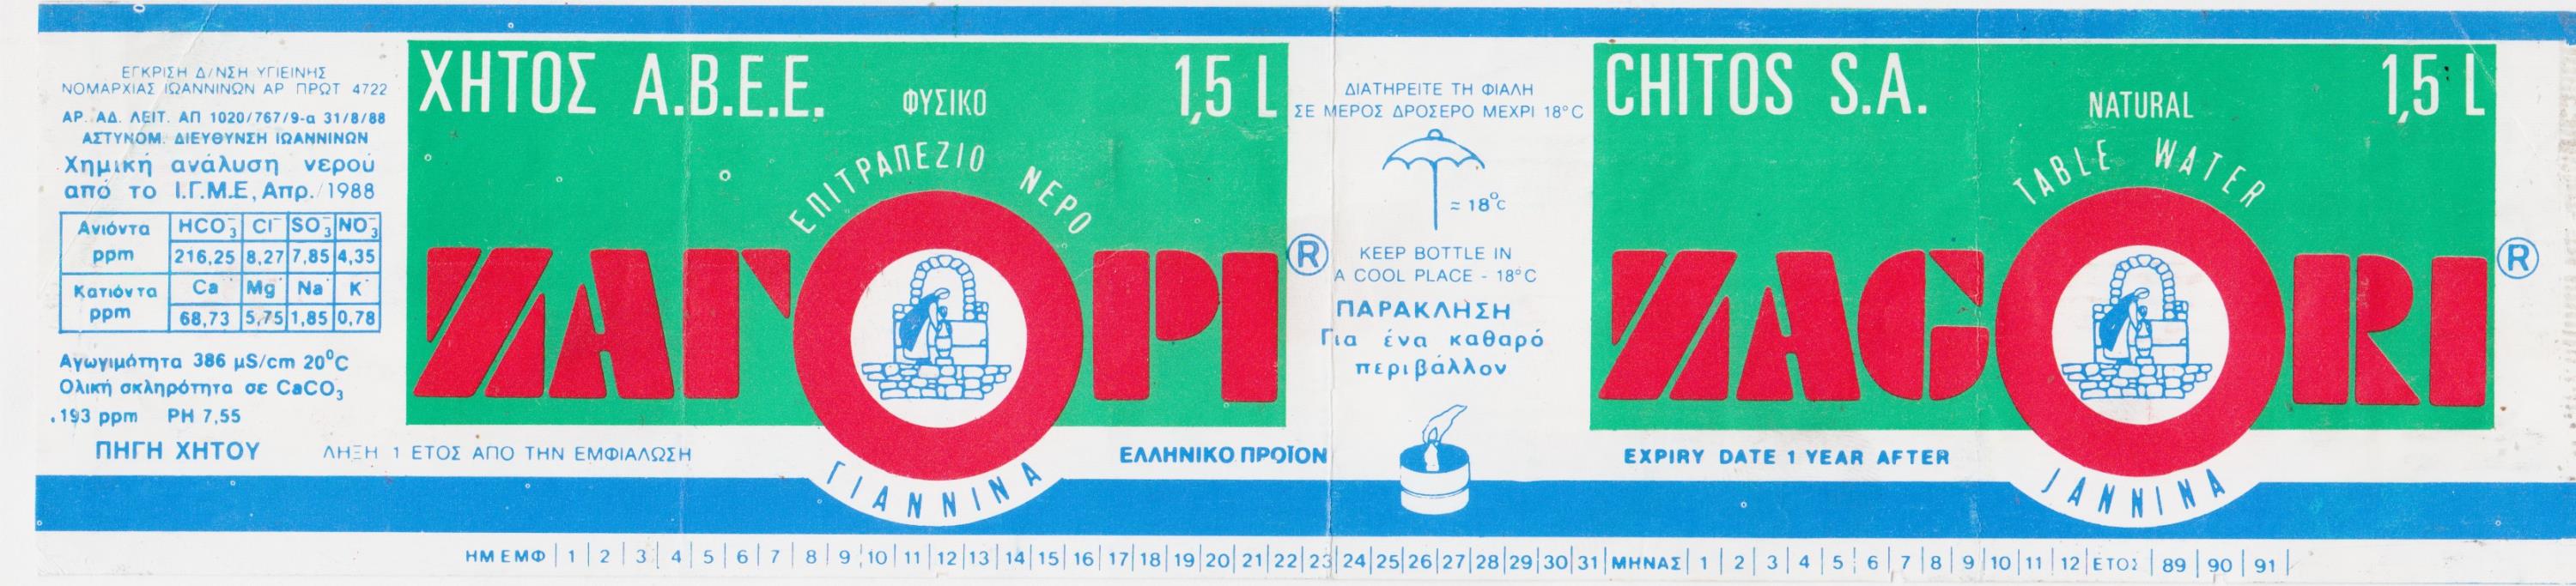 ΕΓΚΡΙΣΗ Δ/ΝΣΗ ΥΓΙΕΙΝΗΣ
ΝΟΜΑΡΧΙΑΣ ΙΩΑΝΝΙΝΩΝ ΑΡ ΠΡΩΤ 4722
ΑΡ. ΑΔ. ΛΕΙΤ. ΑΠ 1020/767/9-α 31/8/88
ΑΣΤΥΝΟΜ. ΔΙΕΥΘΥΝΣΗ ΙΩΑΝΝΙΝΩΝ
Χημική ανάλυση νερού
από το Ι.Γ.Μ.Ε, Απρ. 1988
Ανιόντα ppm HCO₃⁻ Cl⁻ SO₃⁻ NO₃⁻
216,25 8,27 7,85 4,35
Κατιόντα ppm Ca Mg Na K
68,73 5,75 1,85 0,78
Αγωγιμότητα 386 μS/cm 20°C
Ολική σκληρότητα σε CaCO₃
193 ppm PH 7,55
ΠΗΓΗ ΧΗΤΟΥ
ΛΗΞΗ 1 ΕΤΟΣ ΑΠΟ ΤΗΝ ΕΜΦΙΑΛΩΣΗ
ΧΗΤΟΣ Α.Β.Ε.Ε.
ΦΥΣΙΚΟ
1,5 L
ΕΠΙΤΡΑΠΕΖΙΟ ΝΕΡΟ
ΖΑΓΟΡΙ ®
ΓΙΑΝΝΙΝΑ
ΕΛΛΗΝΙΚΟ ΠΡΟΪΟΝ
ΔΙΑΤΗΡΕΙΤΕ ΤΗ ΦΙΑΛΗ
ΣΕ ΜΕΡΟΣ ΔΡΟΣΕΡΟ ΜΕΧΡΙ 18°C
≈ 18°C
KEEP BOTTLE IN
A COOL PLACE - 18°C
ΠΑΡΑΚΛΗΣΗ
Για ένα καθαρό
περιβάλλον
CHITOS S.A.
NATURAL
1,5 L
TABLE WATER
ZAGORI ®
JANNINA
EXPIRY DATE 1 YEAR AFTER
ΗΜ ΕΜΦ | 1 | 2 | 3 | 4 | 5 | 6 | 7 | 8 | 9 | 10 | 11 | 12 | 13 | 14 | 15 | 16 | 17 | 18 | 19 | 20 | 21 | 22 | 23 | 24 | 25 | 26 | 27 | 28 | 29 | 30 | 31 | ΜΗΝΑΣ | 1 | 2 | 3 | 4 | 5 | 6 | 7 | 8 | 9 | 10 | 11 | 12 | ΕΤΟΣ | 89 | 90 | 91 |